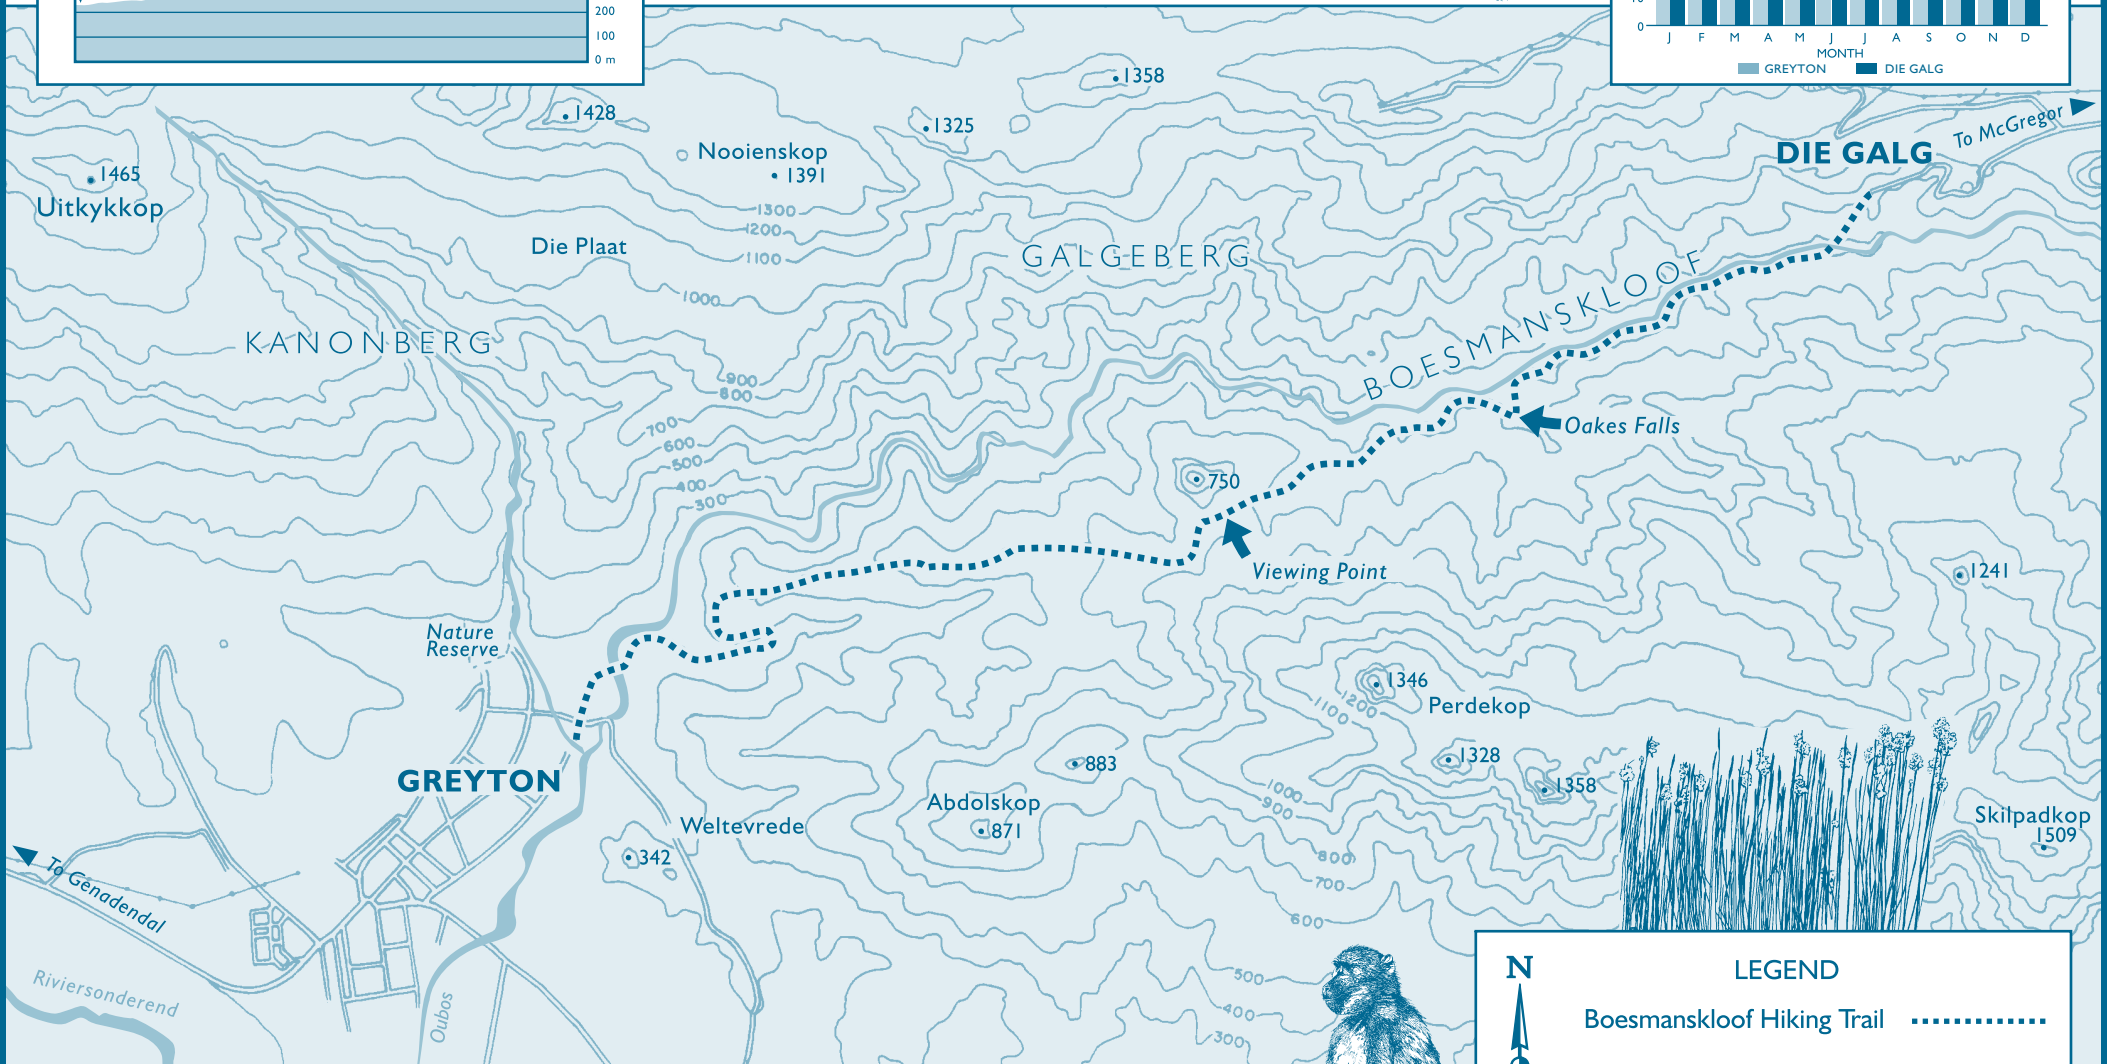 200
100
0 m
0
J F M A M J J A S O N D
MONTH
GREYTON DIE GALG
1358
1428
1325
To McGregor
DIE GALG
Nooienskop
1391
1465
Uitkykkop
1300
1200
1100
Die Plaat
GALGEBERG
BOESMANSKLOOF
1000
KANONBERG
900
800
700
600
500
400
300
Oakes Falls
750
Viewing Point
1241
Nature
Reserve
1346
Perdekop
1200
1100
1328
1358
883
GREYTON
1000
900
Abdolskop
871
Weltevrede
342
Skilpadkop
1509
800
700
600
To Genadendal
500
400
300
Riviersonderend
Oubos
N
LEGEND
Boesmanskloof Hiking Trail